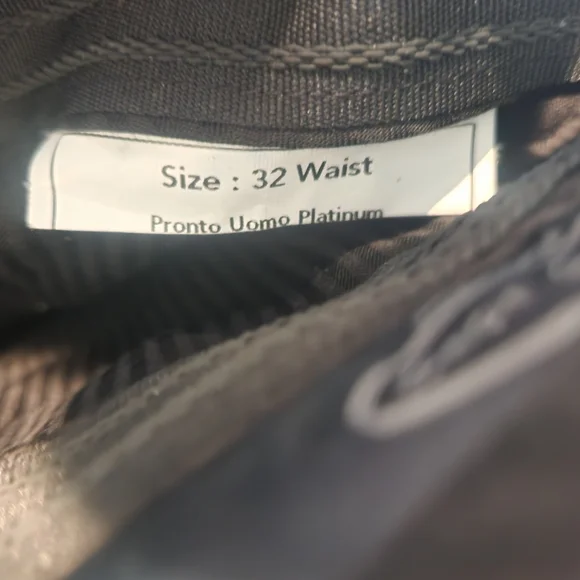 Size : 32 Waist
Pronto Uomo Platinum